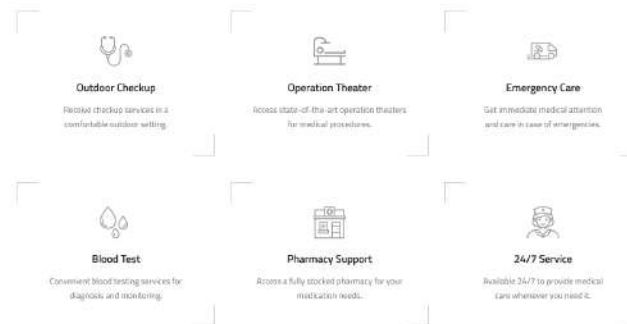 Outdoor Checkup
Receive checkup services in a
comfortable outdoor setting.
Operation Theater
Access state-of-the-art operation theaters
for medical procedures.
Emergency Care
Get immediate medical attention
and care in case of emergencies.
Blood Test
Convenient blood testing services for
diagnosis and monitoring.
Pharmacy Support
Access a fully stocked pharmacy for your
medication needs.
24/7 Service
Available 24/7 to provide medical
care whenever you need it.